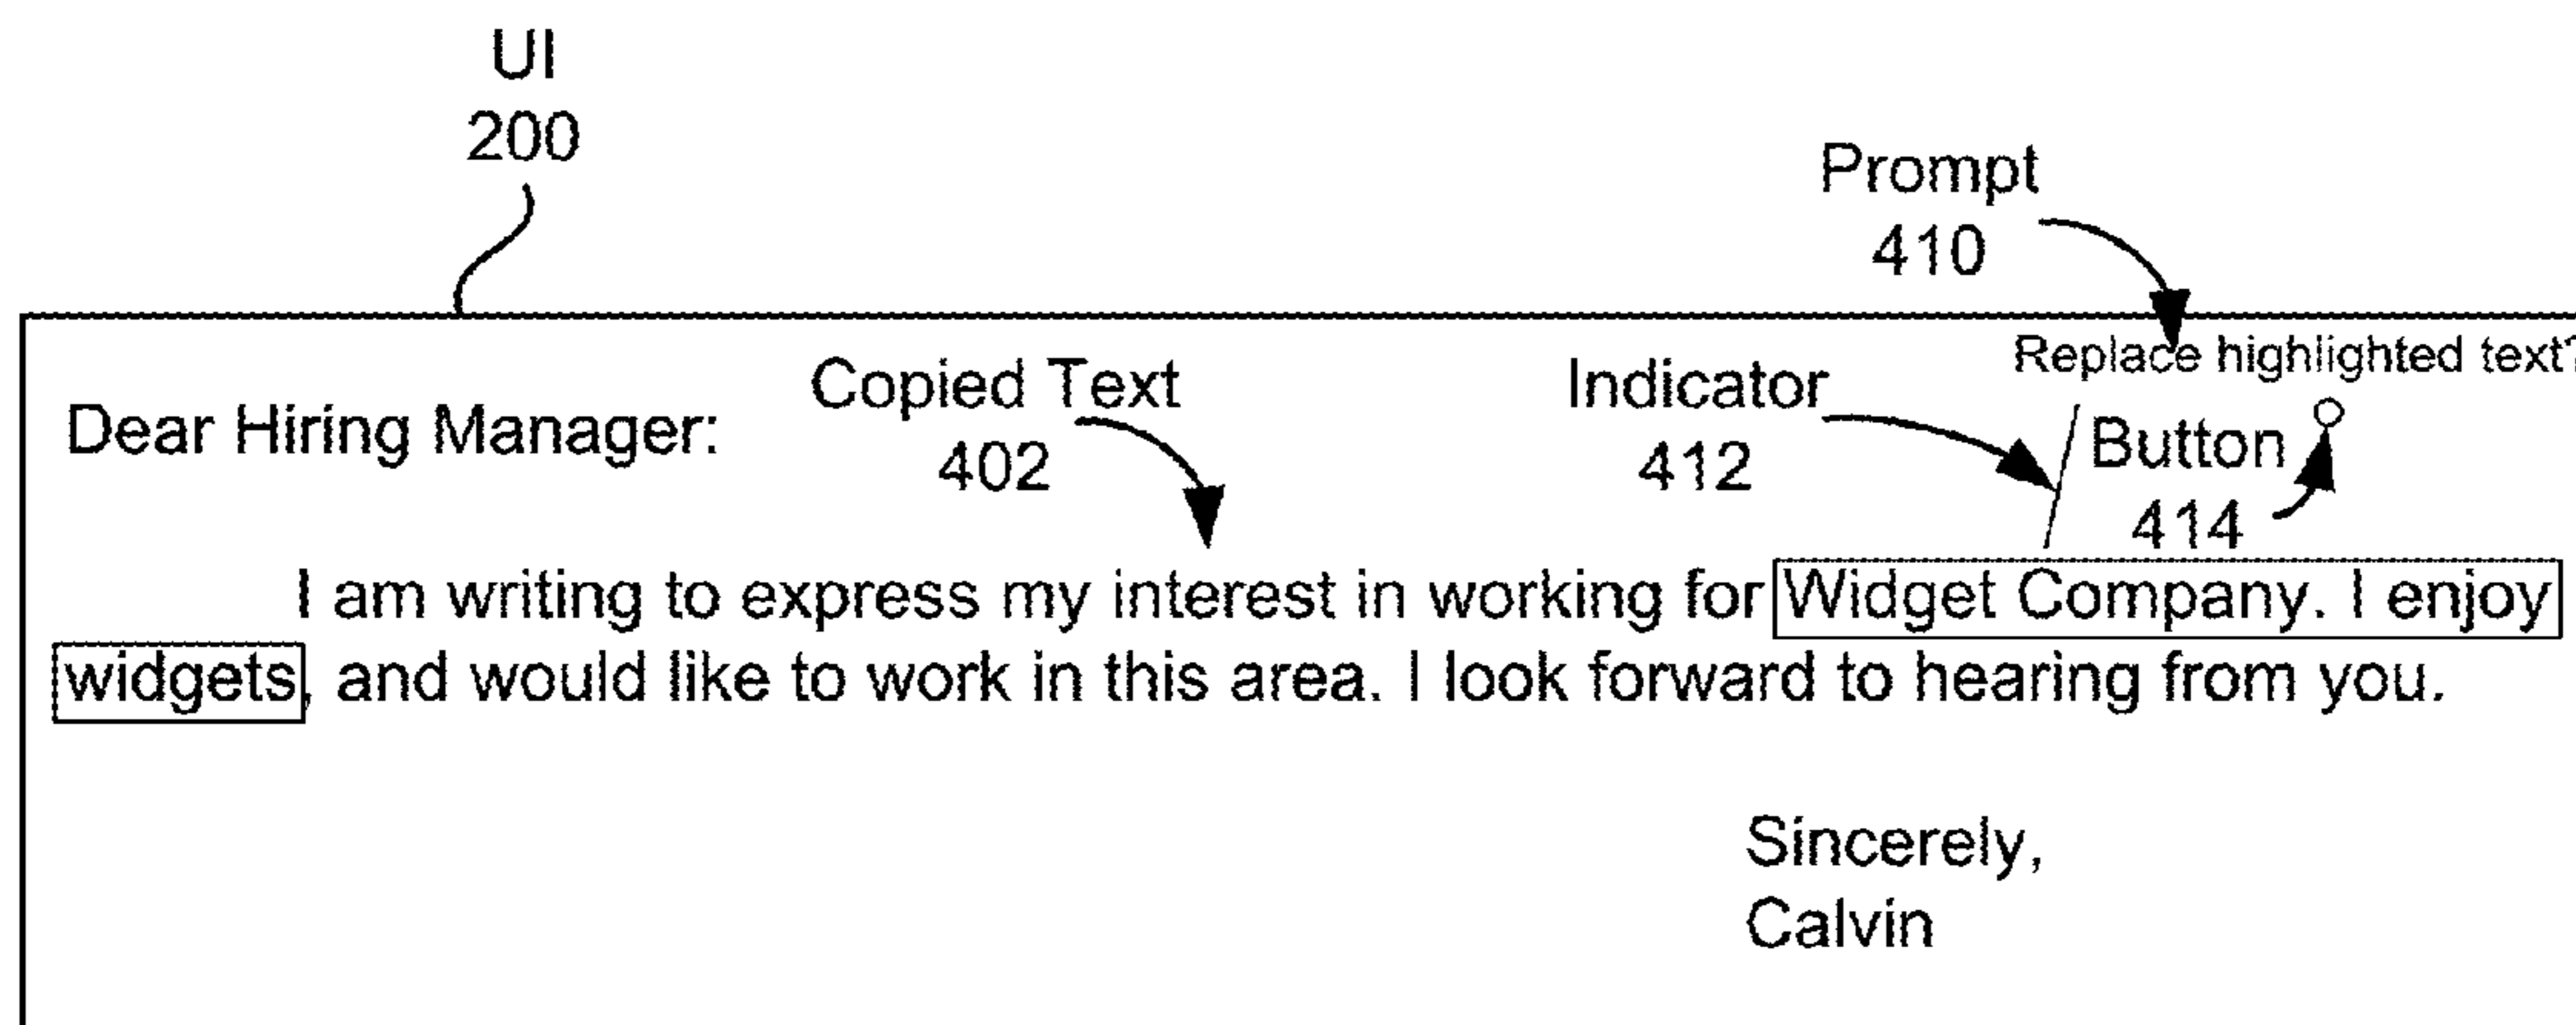 UI
200
Prompt
410
Replace highlighted text?
Copied Text
402
Indicator
412
Button
414
Dear Hiring Manager:
I am writing to express my interest in working for Widget Company. I enjoy
widgets, and would like to work in this area. I look forward to hearing from you.
Sincerely,
Calvin